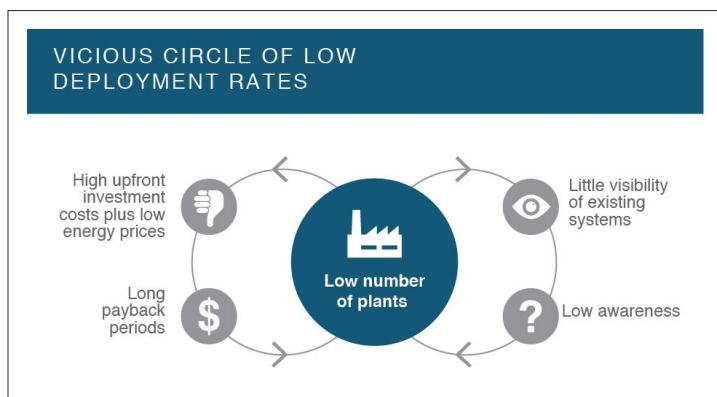 VICIOUS CIRCLE OF LOW
DEPLOYMENT RATES
High upfront
investment
costs plus low
energy prices
Long
payback
periods
$
Low number
of plants
Little visibility
of existing
systems
?
Low awareness